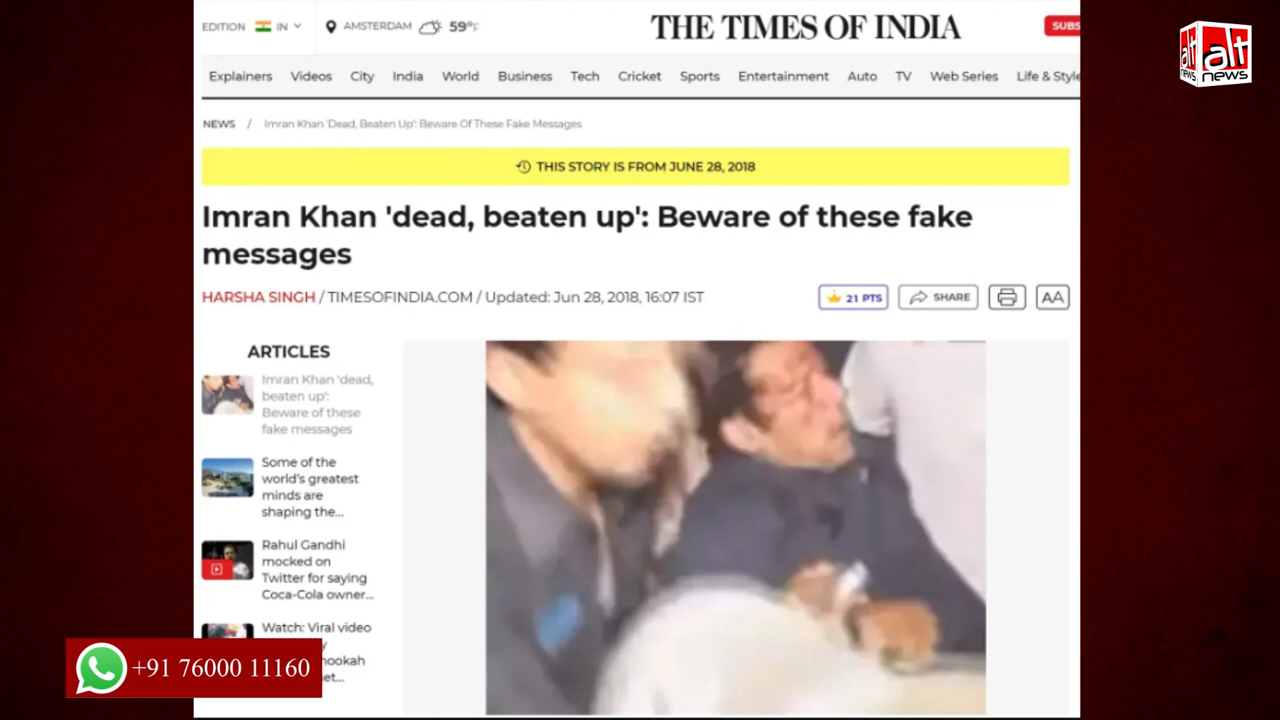 EDITION IN
AMSTERDAM 59°F
THE TIMES OF INDIA
SUBS
alt
news
alt
news
Explainers Videos City India World Business Tech Cricket Sports Entertainment Auto TV Web Series Life & Style
NEWS / Imran Khan 'Dead, Beaten Up': Beware Of These Fake Messages
THIS STORY IS FROM JUNE 28, 2018
Imran Khan 'dead, beaten up': Beware of these fake
messages
HARSHA SINGH / TIMESOFINDIA.COM / Updated: Jun 28, 2018, 16:07 IST
21 PTS
SHARE
AA
ARTICLES
Imran Khan 'dead,
beaten up':
Beware of these
fake messages
Some of the
world's greatest
minds are
shaping the...
Rahul Gandhi
mocked on
Twitter for saying
Coca-Cola owner...
Watch: Viral video
+91 76000 11160